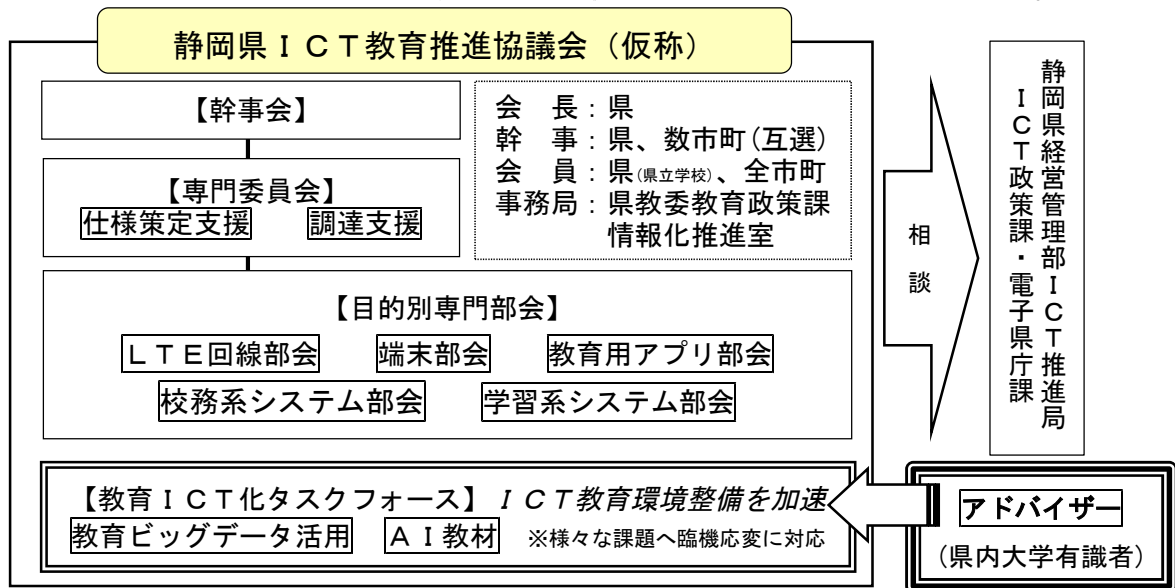 静岡県ＩＣＴ教育推進協議会（仮称）
【幹事会】
【専門委員会】
仕様策定支援　調達支援
【目的別専門部会】
ＬＴＥ回線部会　端末部会　教育用アプリ部会
校務系システム部会　学習系システム部会
会　長：県
幹　事：県、数市町(互選)
会　員：県(県立学校)、全市町
事務局：県教委教育政策課
情報化推進室
【教育ＩＣＴ化タスクフォース】ＩＣＴ教育環境整備を加速
教育ビッグデータ活用　ＡＩ教材　※様々な課題へ臨機応変に対応
相談
静岡県経営管理部ＩＣＴ推進局
ＩＣＴ政策課・電子県庁課
アドバイザー
（県内大学有識者）